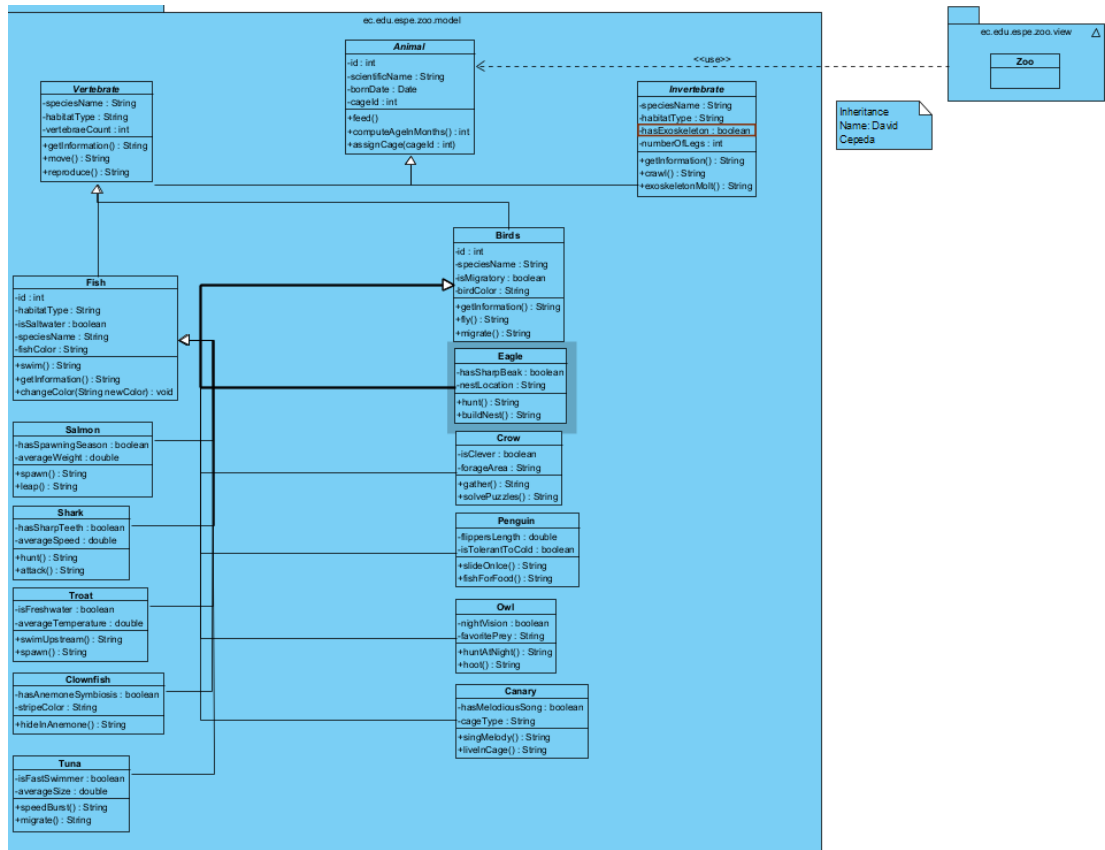 ec.edu.espe.zoo.model
Animal
-id : int
-scientificName : String
-bornDate : Date
-cageId : int
+feed()
+computeAgeInMonths() : int
+assignCage(cageId : int)
<<use>>
ec.edu.espe.zoo.view
Zoo
Inheritance
Name: David
Cepeda
Vertebrate
-speciesName : String
-habitatType : String
-vertebraeCount : int
+getInformation() : String
+move() : String
+reproduce() : String
Invertebrate
-speciesName : String
-habitatType : String
-hasExoskeleton : boolean
-numberOfLegs : int
+getInformation() : String
+crawl() : String
+exoskeletonMolt() : String
Fish
-id : int
-habitatType : String
-isSaltwater : boolean
-speciesName : String
-fishColor : String
+swim() : String
+getInformation() : String
+changeColor(String newColor) : void
Birds
-id : int
-speciesName : String
-isMigratory : boolean
-birdColor : String
+getInformation() : String
+fly() : String
+migrate() : String
Eagle
-hasSharpBeak : boolean
-nestLocation : String
+hunt() : String
+buildNest() : String
Salmon
-hasSpawningSeason : boolean
-averageWeight : double
+spawn() : String
+leap() : String
Crow
-isClever : boolean
-forageArea : String
+gather() : String
+solvePuzzles() : String
Shark
-hasSharpTeeth : boolean
-averageSpeed : double
+hunt() : String
+attack() : String
Penguin
-flippersLength : double
-isTolerantToCold : boolean
+slideOnIce() : String
+fishForFood() : String
Troat
-isFreshwater : boolean
-averageTemperature : double
+swimUpstream() : String
+spawn() : String
Owl
-nightVision : boolean
-favoritePrey : String
+huntAtNight() : String
+hoot() : String
Clownfish
-hasAnemoneSymbiosis : boolean
-stripeColor : String
+hideInAnemone() : String
Canary
-hasMelodiousSong : boolean
-cageType : String
+singMelody() : String
+liveInCage() : String
Tuna
-isFastSwimmer : boolean
-averageSize : double
+speedBurst() : String
+migrate() : String